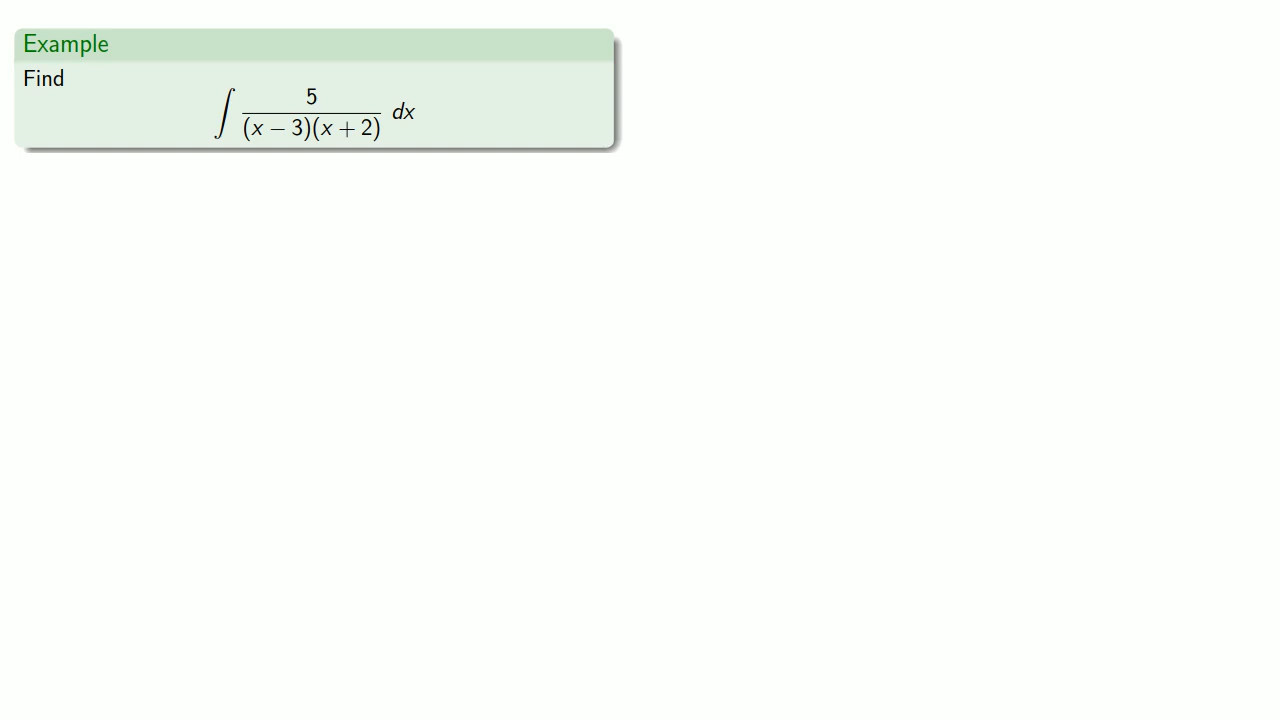 Example
Find
∫ 5 / (x − 3)(x + 2) dx